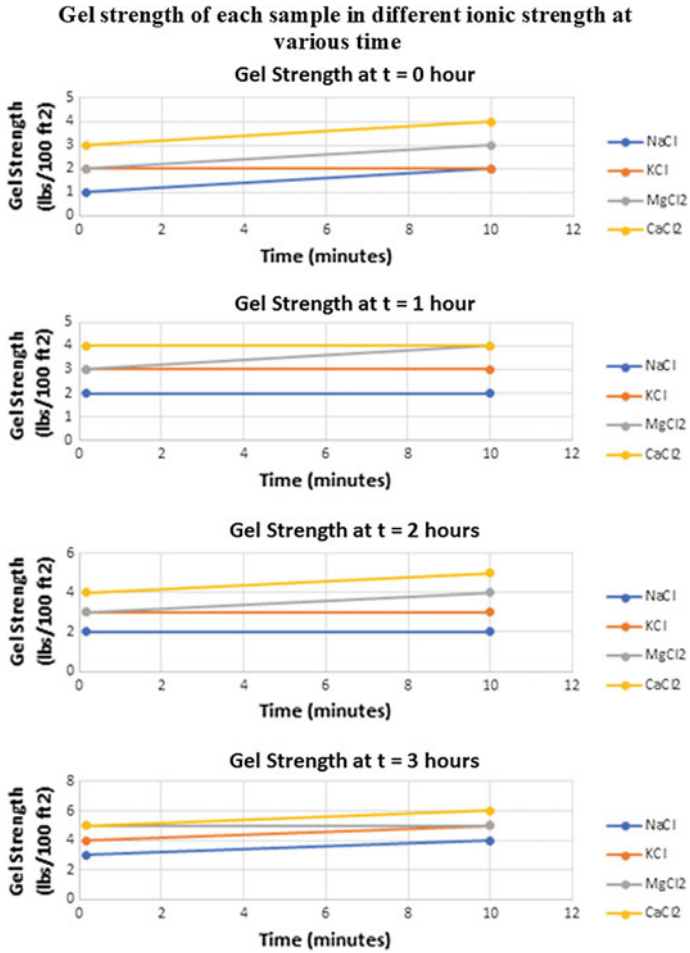 Gel strength of each sample in different ionic strength at
various time
Gel Strength at t = 0 hour
Gel Strength
(lbs/100 ft2)
5
4
3
2
1
0
0 2 4 6 8 10 12
Time (minutes)
NaCl
KCl
MgCl2
CaCl2
Gel Strength at t = 1 hour
Gel Strength
(lbs/100 ft2)
5
4
3
2
1
0
0 2 4 6 8 10 12
Time (minutes)
NaCl
KCl
MgCl2
CaCl2
Gel Strength at t = 2 hours
Gel Strength
(lbs/100 ft2)
6
4
2
0
0 2 4 6 8 10 12
Time (minutes)
NaCl
KCl
MgCl2
CaCl2
Gel Strength at t = 3 hours
Gel Strength
(lbs/100 ft2)
8
6
4
2
0
0 2 4 6 8 10 12
Time (minutes)
NaCl
KCl
MgCl2
CaCl2